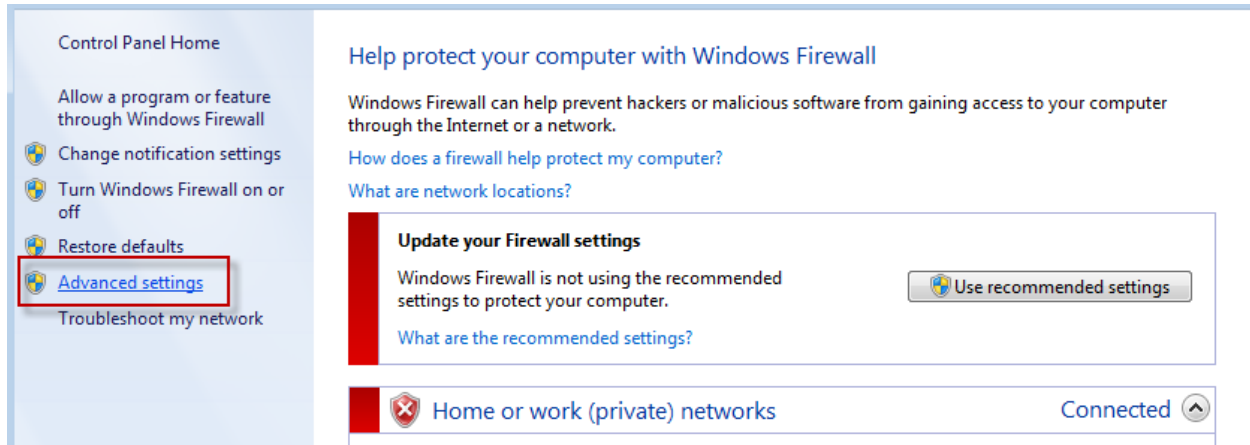 Control Panel Home
Allow a program or feature
through Windows Firewall
Change notification settings
Turn Windows Firewall on or
off
Restore defaults
Advanced settings
Troubleshoot my network
Help protect your computer with Windows Firewall
Windows Firewall can help prevent hackers or malicious software from gaining access to your computer
through the Internet or a network.
How does a firewall help protect my computer?
What are network locations?
Update your Firewall settings
Windows Firewall is not using the recommended
settings to protect your computer.
Use recommended settings
What are the recommended settings?
Home or work (private) networks
Connected